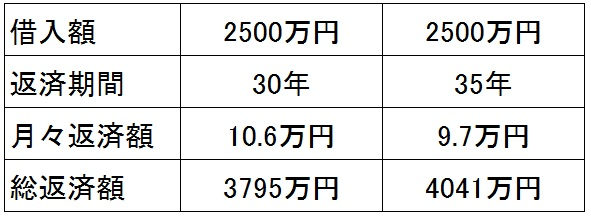 借入額 2500万円 2500万円
返済期間 30年 35年
月々返済額 10.6万円 9.7万円
総返済額 3795万円 4041万円